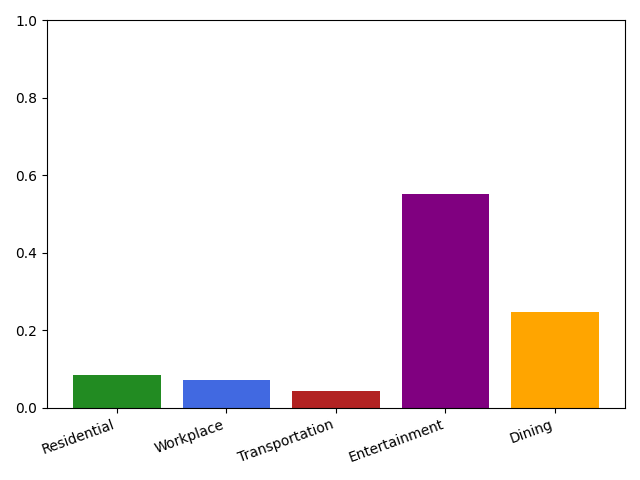 1.0
0.8
0.6
0.4
0.2
0.0
Residential
Workplace
Transportation
Entertainment
Dining